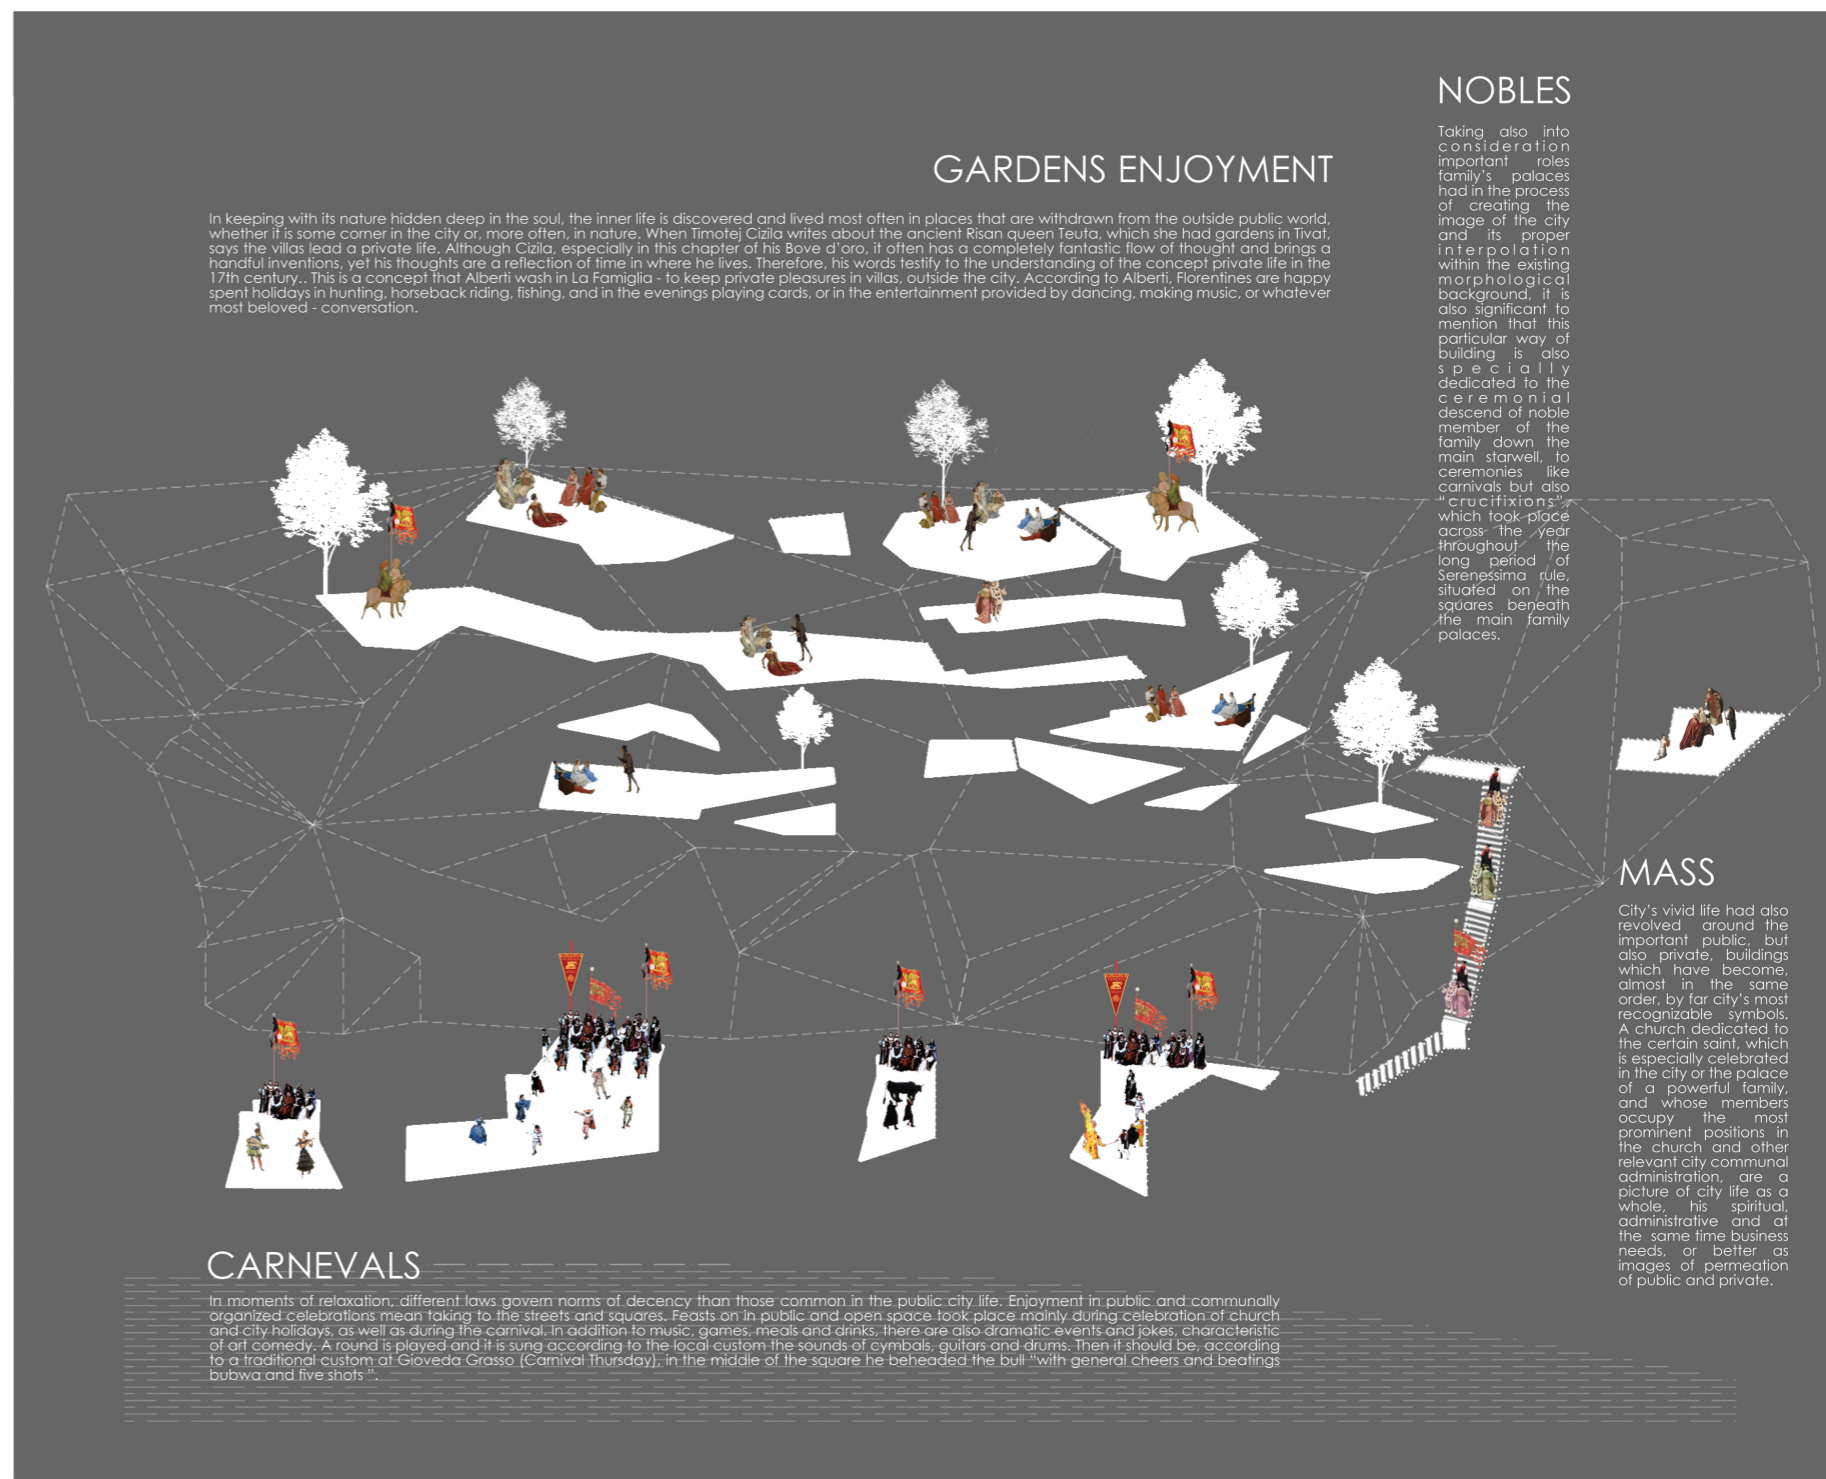 NOBLES
Taking also into
consideration
important roles
family's palaces
had in the process
of creating the
image of the city
and its proper
interpolation
within the existing
morphological
background, it is
also significant to
mention that this
particular way of
building is also
specially
dedicated to the
ceremonial
descend of noble
member of the
family down the
main starwell, to
ceremonies like
carnivals but also
"crucifixions",
which took place
across the year
throughout the
long period of
Serenessima rule,
situated on the
squares beneath
the main family
palaces.
GARDENS ENJOYMENT
In keeping with its nature hidden deep in the soul, the inner life is discovered and lived most often in places that are withdrawn from the outside public world,
whether it is some corner in the city or, more often, in nature. When Timotej Cizila writes about the ancient Risan queen Teuta, which she had gardens in Tivat,
says the villas lead a private life. Although Cizila, especially in this chapter of his Bove d'oro, it often has a completely fantastic flow of thought and brings a
handful inventions, yet his thoughts are a reflection of time in where he lives. Therefore, his words testify to the understanding of the concept private life in the
17th century.. This is a concept that Alberti wash in La Famiglia - to keep private pleasures in villas, outside the city. According to Alberti, Florentines are happy
spent holidays in hunting, horseback riding, fishing, and in the evenings playing cards, or in the entertainment provided by dancing, making music, or whatever
most beloved - conversation.
MASS
City's vivid life had also
revolved around the
important public, but
also private, buildings
which have become,
almost in the same
order, by far city's most
recognizable symbols.
A church dedicated to
the certain saint, which
is especially celebrated
in the city or the palace
of a powerful family,
and whose members
occupy the most
prominent positions in
the church and other
relevant city communal
administration, are a
picture of city life as a
whole, his spiritual,
administrative and at
the same time business
needs, or better as
images of permeation
of public and private.
CARNEVALS
In moments of relaxation, different laws govern norms of decency than those common in the public city life. Enjoyment in public and communally
organized celebrations mean taking to the streets and squares. Feasts on in public and open space took place mainly during celebration of church
and city holidays, as well as during the carnival. In addition to music, games, meals and drinks, there are also dramatic events and jokes, characteristic
of art comedy. A round is played and it is sung according to the local custom the sounds of cymbals, guitars and drums. Then it should be, according
to a traditional custom at Gioveda Grasso (Carnival Thursday), in the middle of the square he beheaded the bull "with general cheers and beatings
bubwa and five shots ".